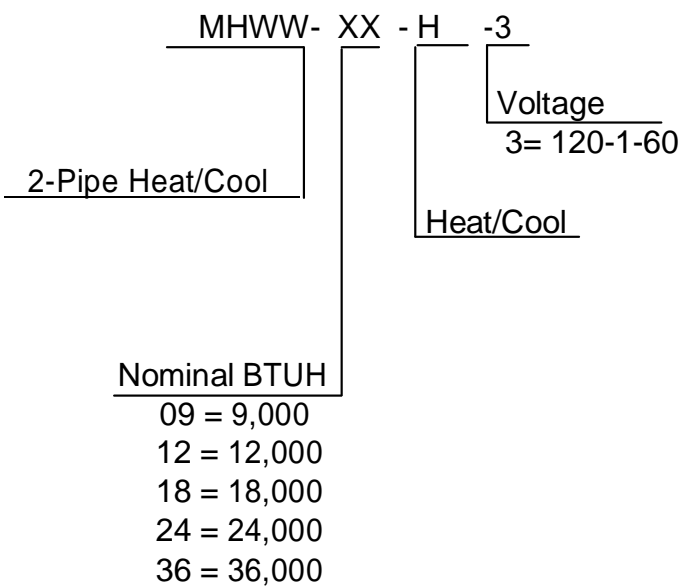 MHWW- XX - H -3
Voltage
3= 120-1-60
2-Pipe Heat/Cool
Heat/Cool
Nominal BTUH
09 = 9,000
12 = 12,000
18 = 18,000
24 = 24,000
36 = 36,000